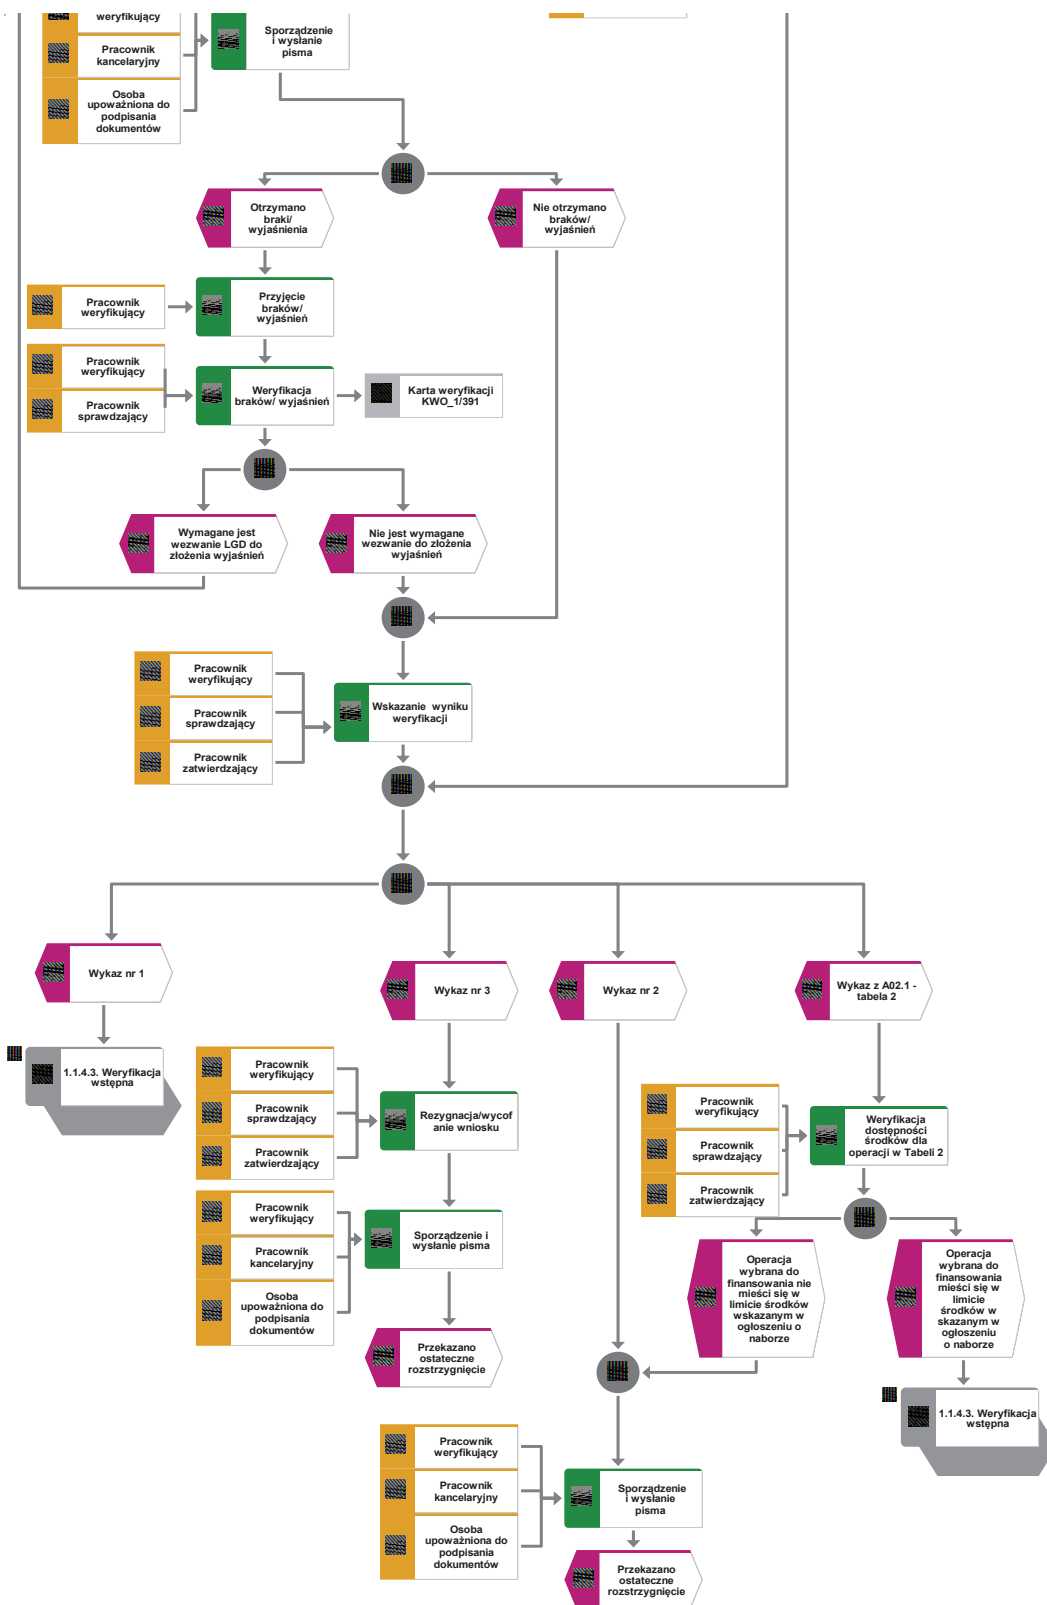 weryfikujący
Pracownik
kancelaryjny
Osoba
upoważniona do
podpisania
dokumentów
Sporządzenie
i wysłanie
pisma
Otrzymano
braki/
wyjaśnienia
Nie otrzymano
braków/
wyjaśnień
Pracownik
weryfikujący
Przyjęcie
braków/
wyjaśnień
Pracownik
weryfikujący
Pracownik
sprawdzający
Weryfikacja
braków/ wyjaśnień
Karta weryfikacji
KWO_1/391
Wymagane jest
wezwanie LGD do
złożenia wyjaśnień
Nie jest wymagane
wezwanie do złożenia
wyjaśnień
Pracownik
weryfikujący
Pracownik
sprawdzający
Pracownik
zatwierdzający
Wskazanie wyniku
weryfikacji
Wykaz nr 1
Wykaz nr 3
Wykaz nr 2
Wykaz z A02.1 -
tabela 2
1.1.4.3. Weryfikacja
wstępna
Pracownik
weryfikujący
Pracownik
sprawdzający
Pracownik
zatwierdzający
Rezygnacja/wycof
anie wniosku
Pracownik
weryfikujący
Pracownik
sprawdzający
Pracownik
zatwierdzający
Weryfikacja
dostępności
środków dla
operacji w Tabeli 2
Pracownik
weryfikujący
Pracownik
kancelaryjny
Osoba
upoważniona do
podpisania
dokumentów
Sporządzenie i
wysłanie pisma
Operacja
wybrana do
finansowania nie
mieści się w
limicie środków
wskazanym w
ogłoszeniu o
naborze
Operacja
wybrana do
finansowania
mieści się w
limicie
środków w
skazanym w
ogłoszeniu
o naborze
Przekazano
ostateczne
rozstrzygnięcie
1.1.4.3. Weryfikacja
wstępna
Pracownik
weryfikujący
Pracownik
kancelaryjny
Osoba
upoważniona do
podpisania
dokumentów
Sporządzenie
i wysłanie
pisma
Przekazano
ostateczne
rozstrzygnięcie